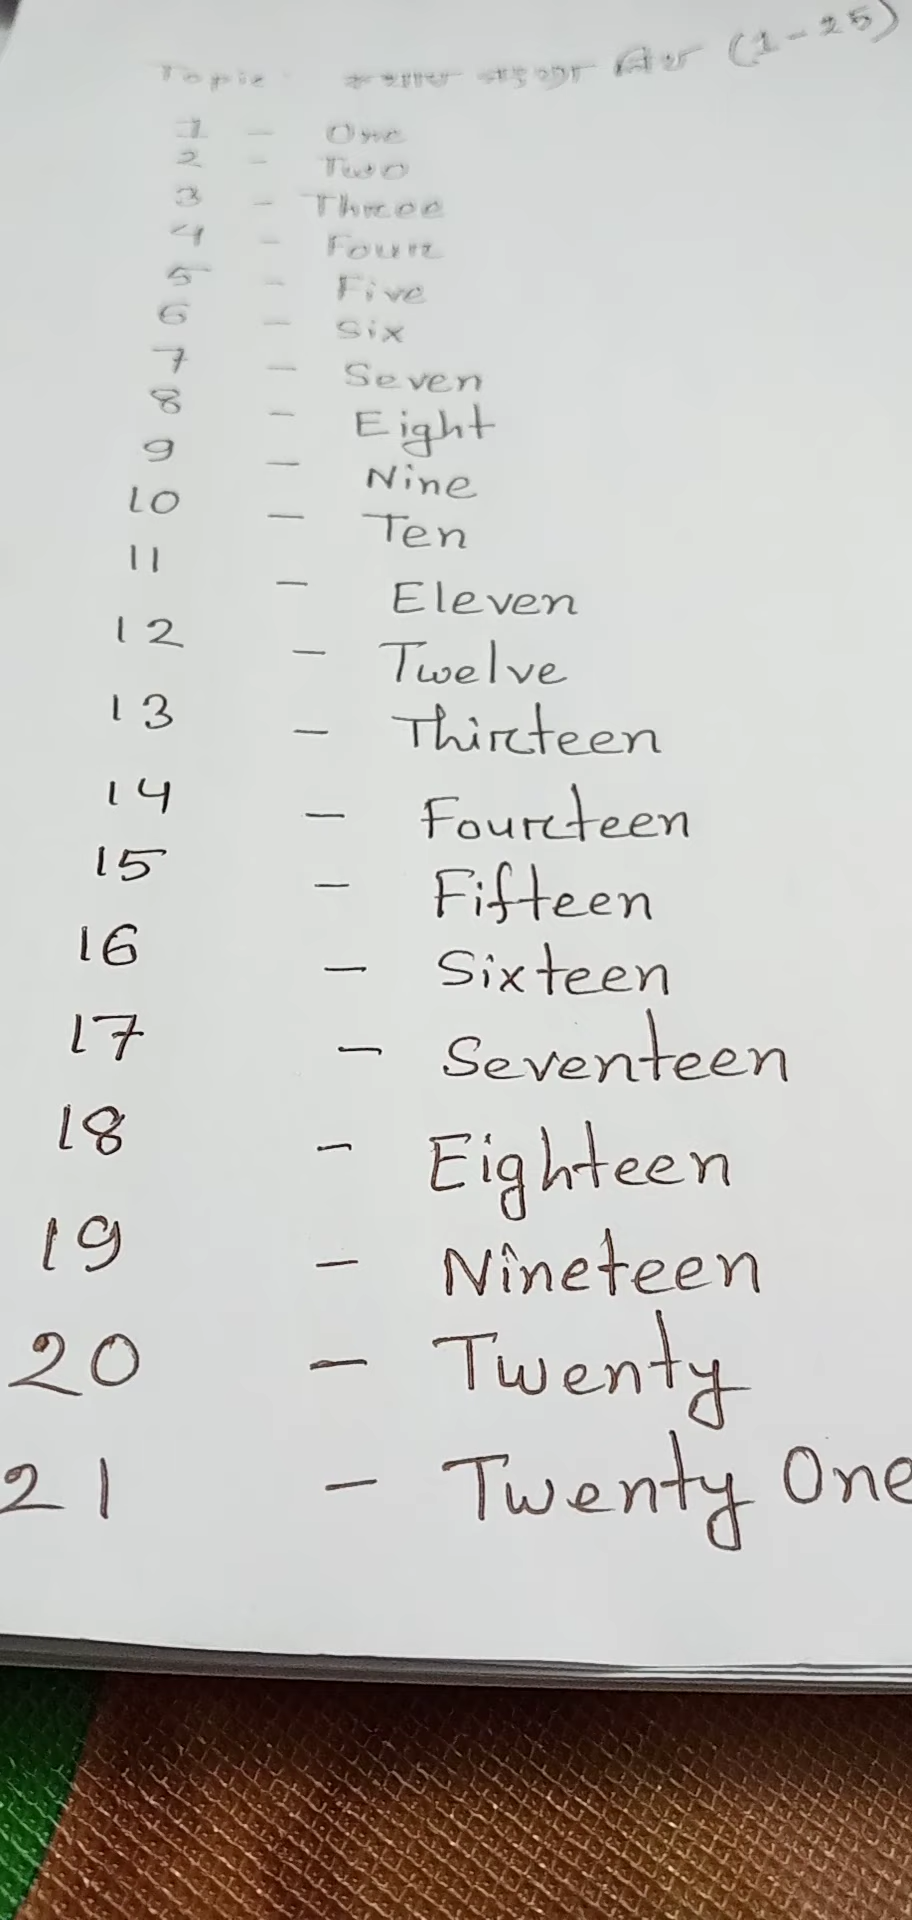 Topic (1-25)
1 - One
2 - Two
3 - Three
4 - Four
5 - Five
6 - Six
7 - Seven
8 - Eight
9 - Nine
10 - Ten
11 - Eleven
12 - Twelve
13 - Thirteen
14 - Fourteen
15 - Fifteen
16 - Sixteen
17 - Seventeen
18 - Eighteen
19 - Nineteen
20 - Twenty
21 - Twenty One